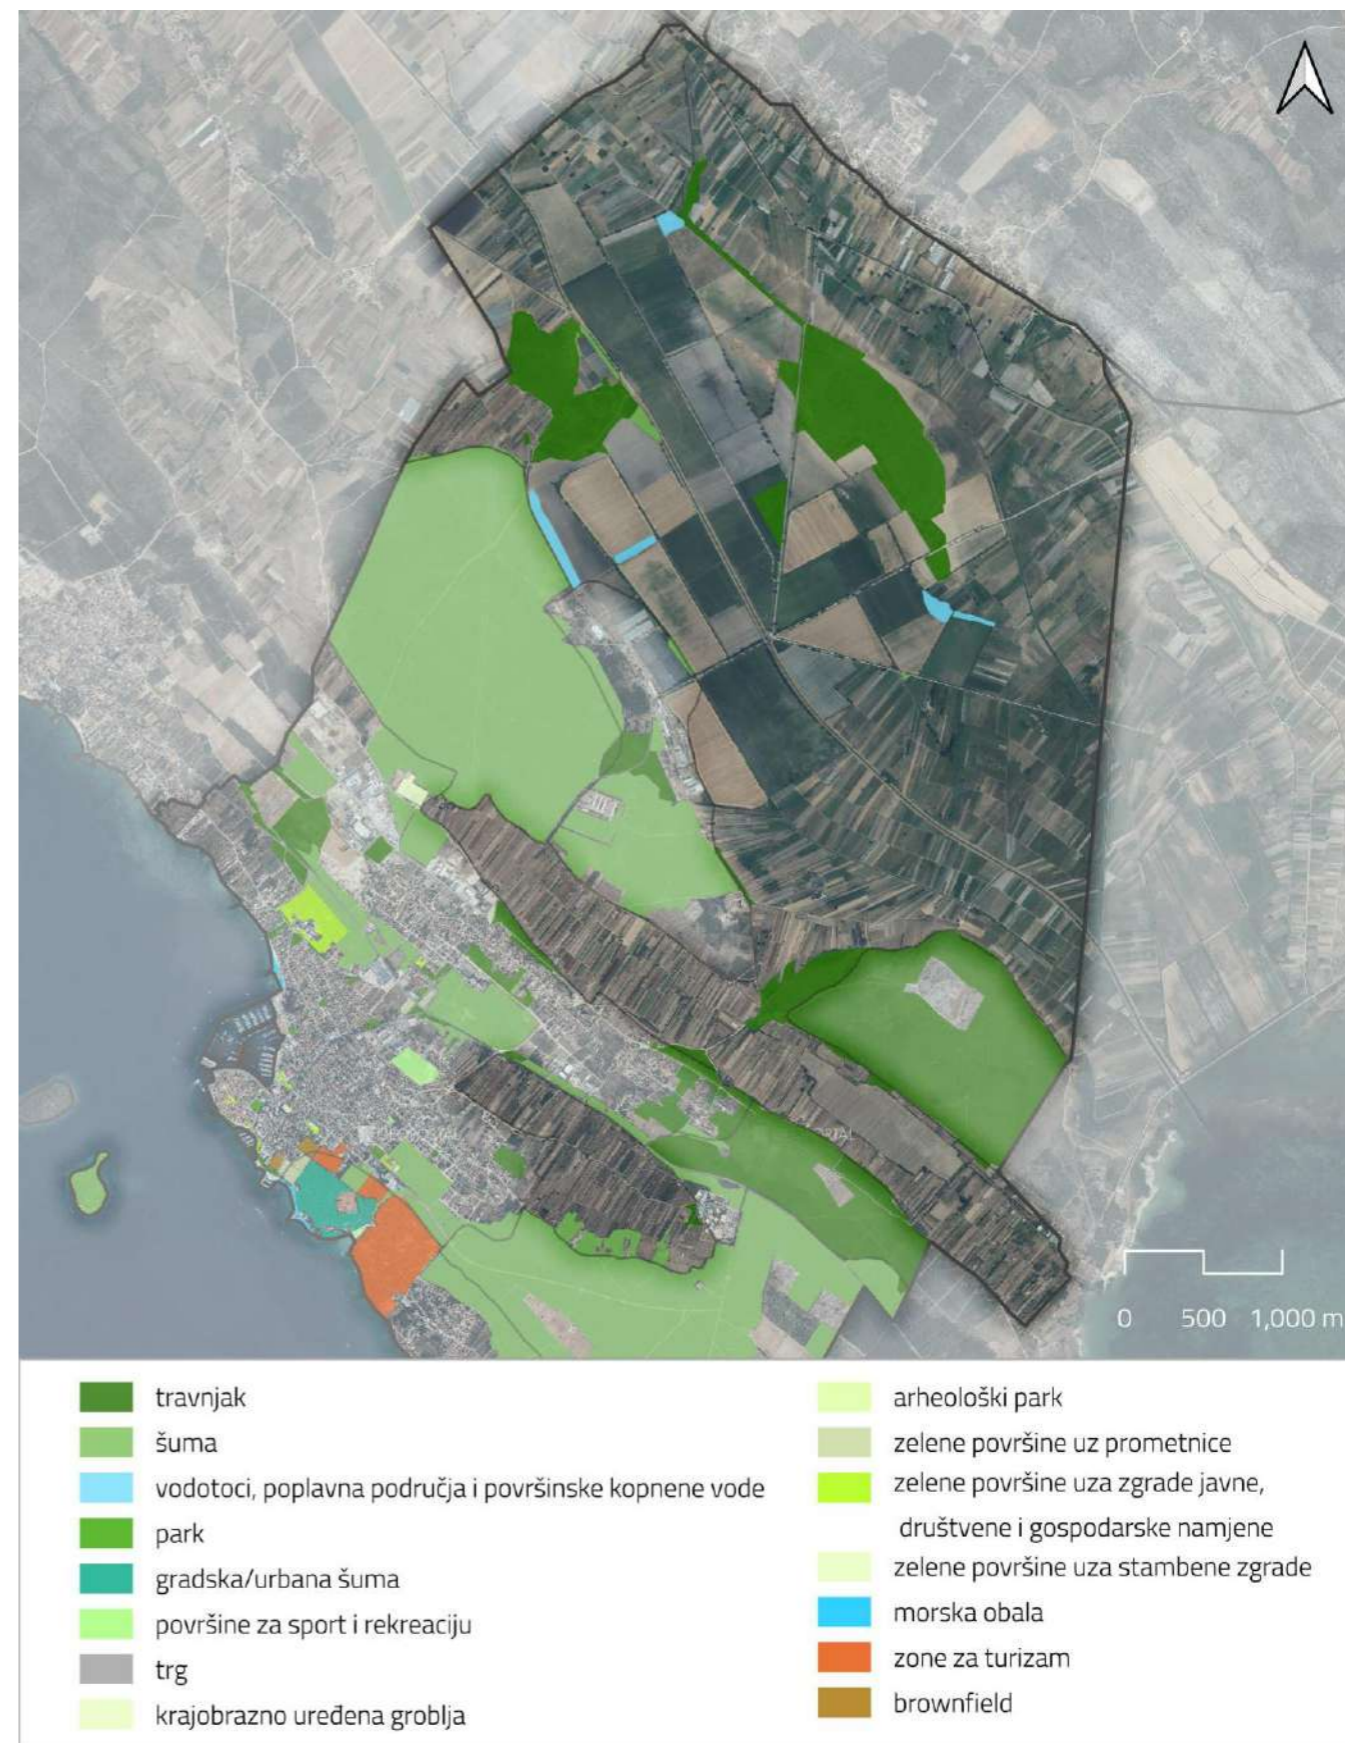 0 500 1,000 m
travnjak
šuma
vodotoci, poplavna područja i površinske kopnene vode
park
gradska/urbana šuma
površine za sport i rekreaciju
trg
krajobrazno uređena groblja
arheološki park
zelene površine uz prometnice
zelene površine uza zgrade javne,
društvene i gospodarske namjene
zelene površine uza stambene zgrade
morska obala
zone za turizam
brownfield